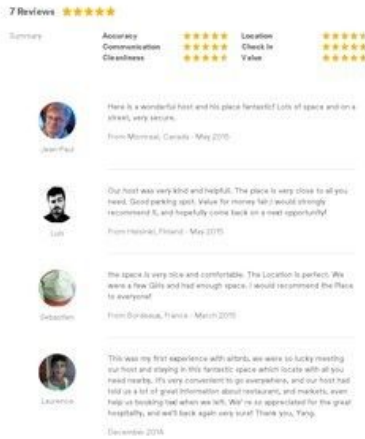 7 Reviews
Summary
Accuracy
Communication
Cleanliness
Location
Check In
Value
Here is a wonderful host and his place fantastic! Lots of space and on a
street, very secure.
From Montreal, Canada - May 2015
Jean-Paul
Our host was very kind and helpfull. The place is very close to all you
need. Good parking spot. Value for money fair,I would strongly
recommend it, and hopefully come back on a next opportunity!
From Helsinki, Finland - May 2015
Luis
the space is very nice and comfortable. The Location is perfect. We
were a few and had enough space. I would recommend the Place
to everyone!
From Bordeaux, France - March 2015
Sebastien
This was my first experience with airbnb, we were so lucky meeting
our host and staying in this fantastic space which locate with all you
need nearby. It's very convenient to go everywhere, and our host had
told us a lot of great information about restaurant, and markets, even
help us booking taxi when we left. We're so appreciated for the great
hospitality, and we'll back again very sure! Thank you, Yang.
December 2014
Laurence